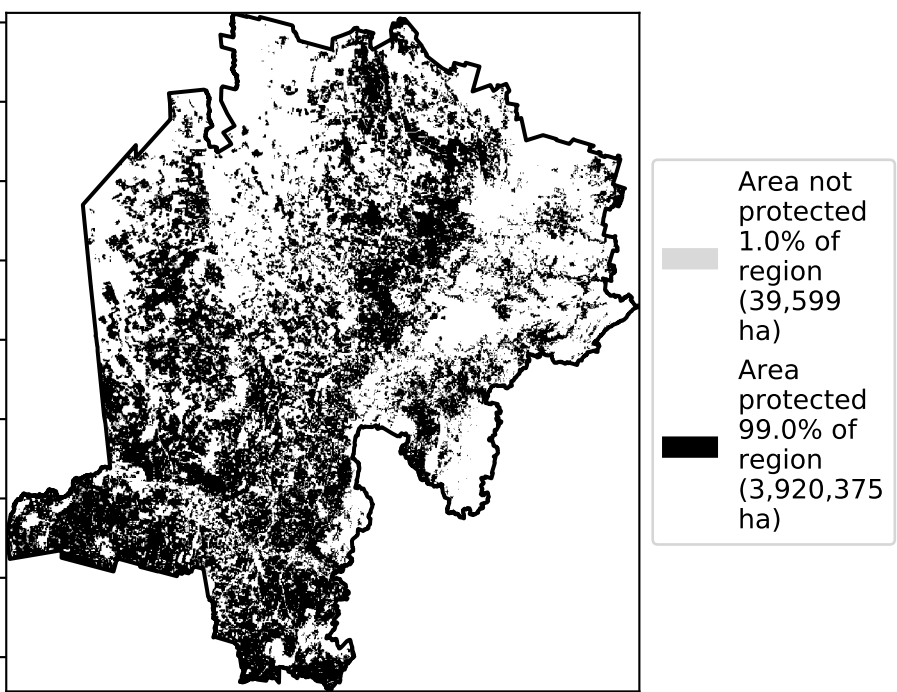 Area not
protected
1.0% of
region
(39,599
ha)
Area
protected
99.0% of
region
(3,920,375
ha)